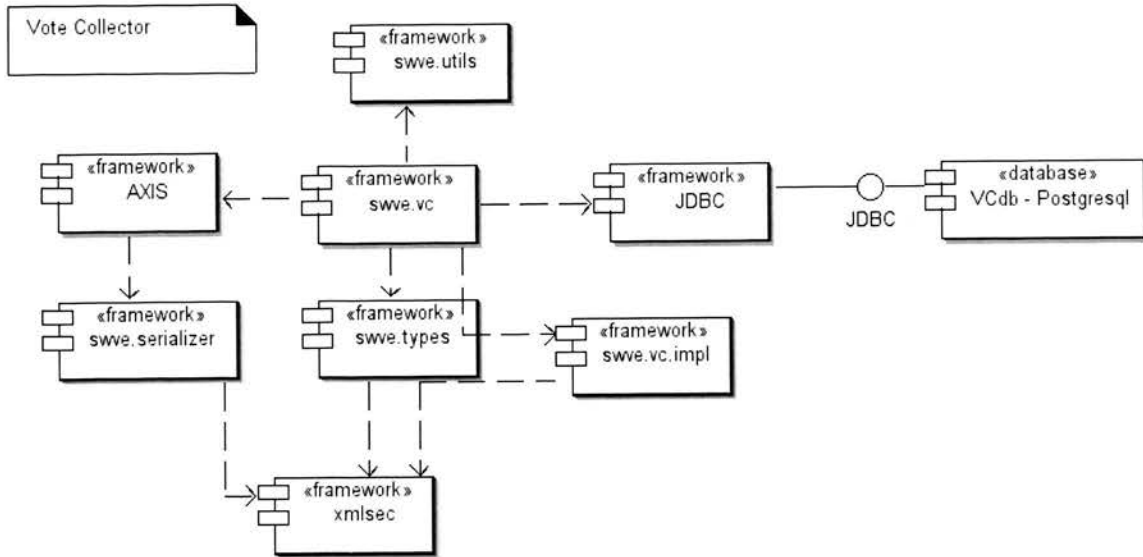 Vote Collector
«framework»
swve.utils
«framework»
AXIS
«framework»
swve.vc
«framework»
JDBC
JDBC
«database»
VCdb - Postgresql
«framework»
swve.serializer
«framework»
swve.types
«framework»
swve.vc.impl
«framework»
xmlsec